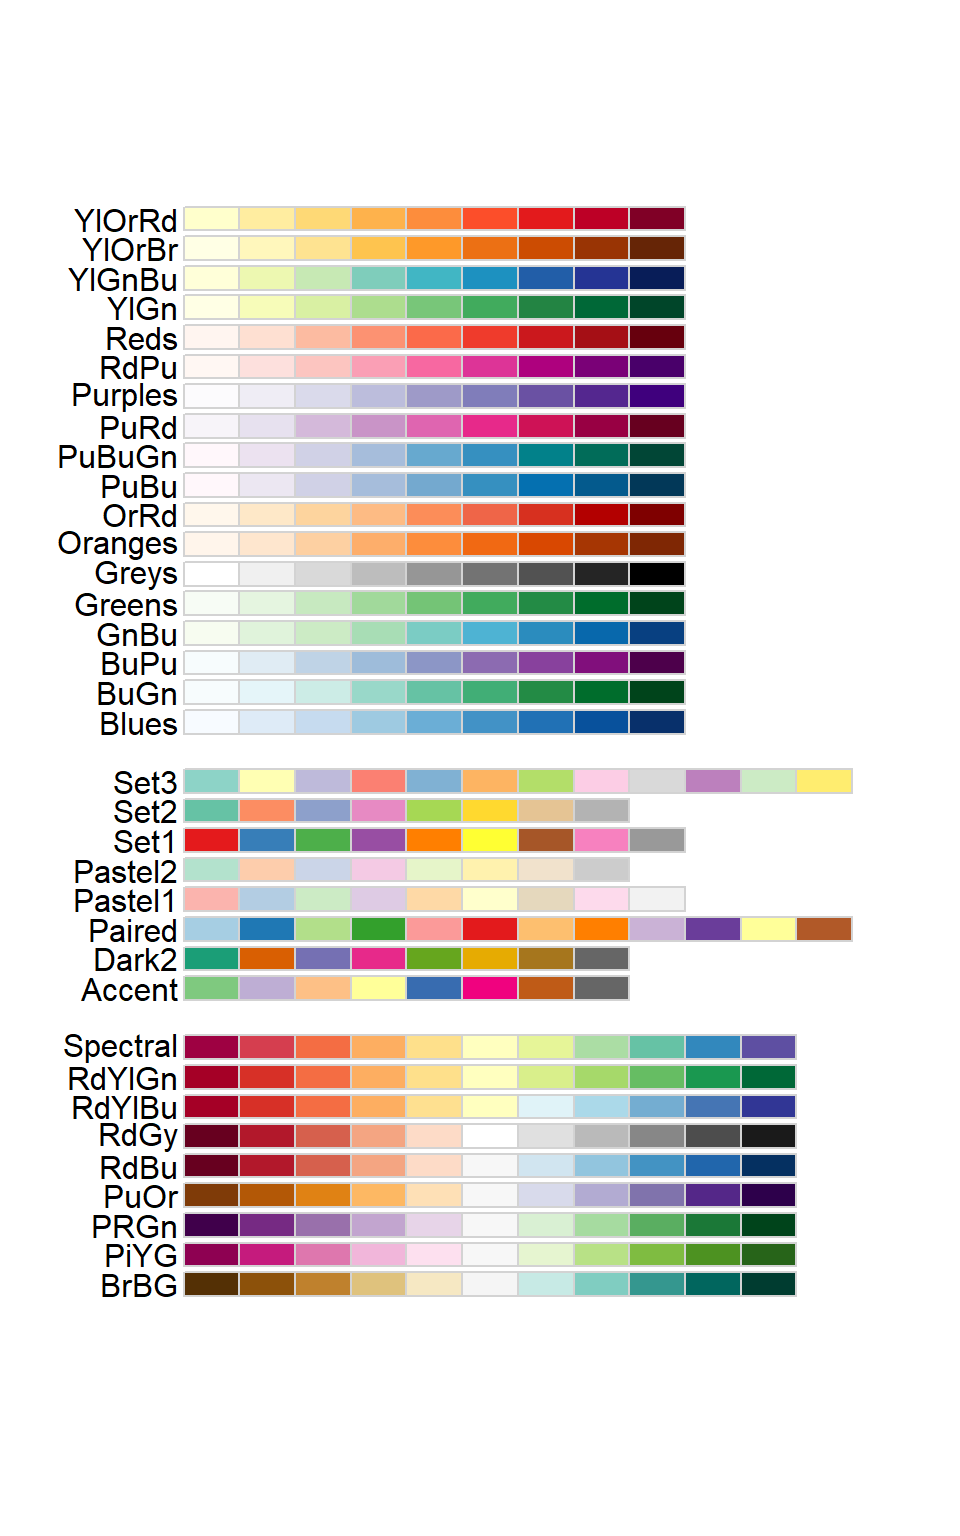 YlOrRd
YlOrBr
YlGnBu
YlGn
Reds
RdPu
Purples
PuRd
PuBuGn
PuBu
OrRd
Oranges
Greys
Greens
GnBu
BuPu
BuGn
Blues
Set3
Set2
Set1
Pastel2
Pastel1
Paired
Dark2
Accent
Spectral
RdYlGn
RdYlBu
RdGy
RdBu
PuOr
PRGn
PiYG
BrBG